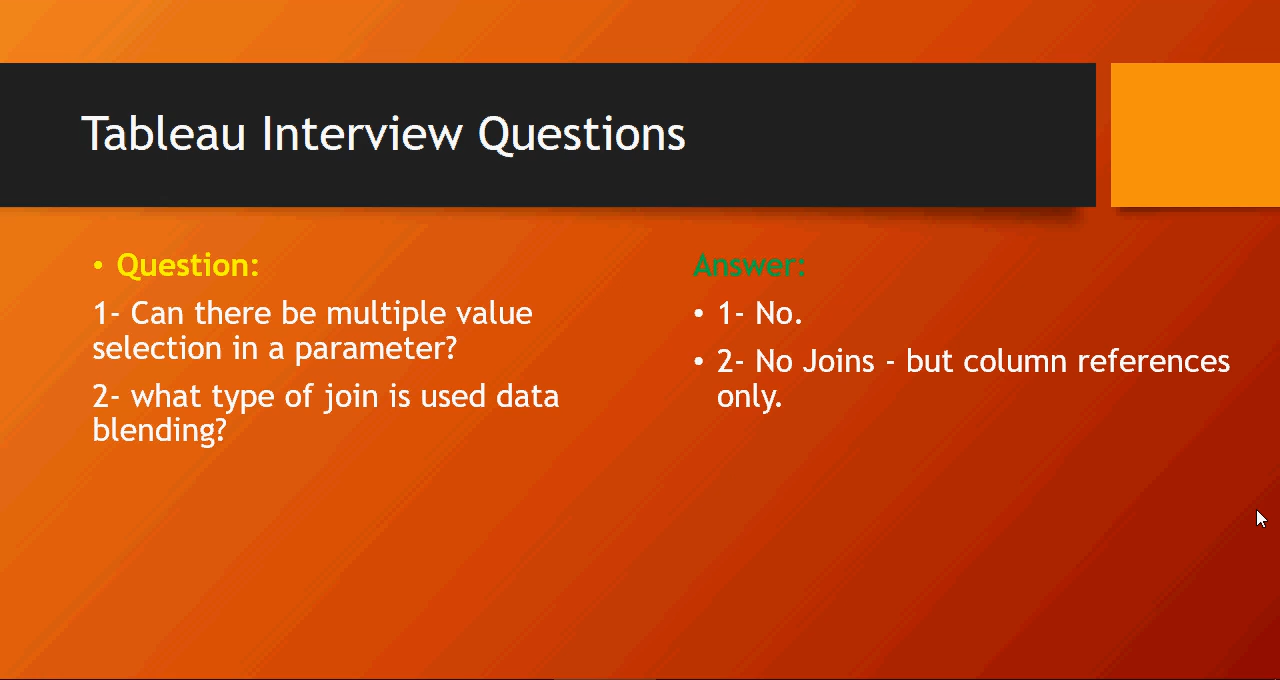 Tableau Interview Questions
• Question:
1- Can there be multiple value
selection in a parameter?
2- what type of join is used data
blending?
Answer:
• 1- No.
• 2- No Joins - but column references
only.